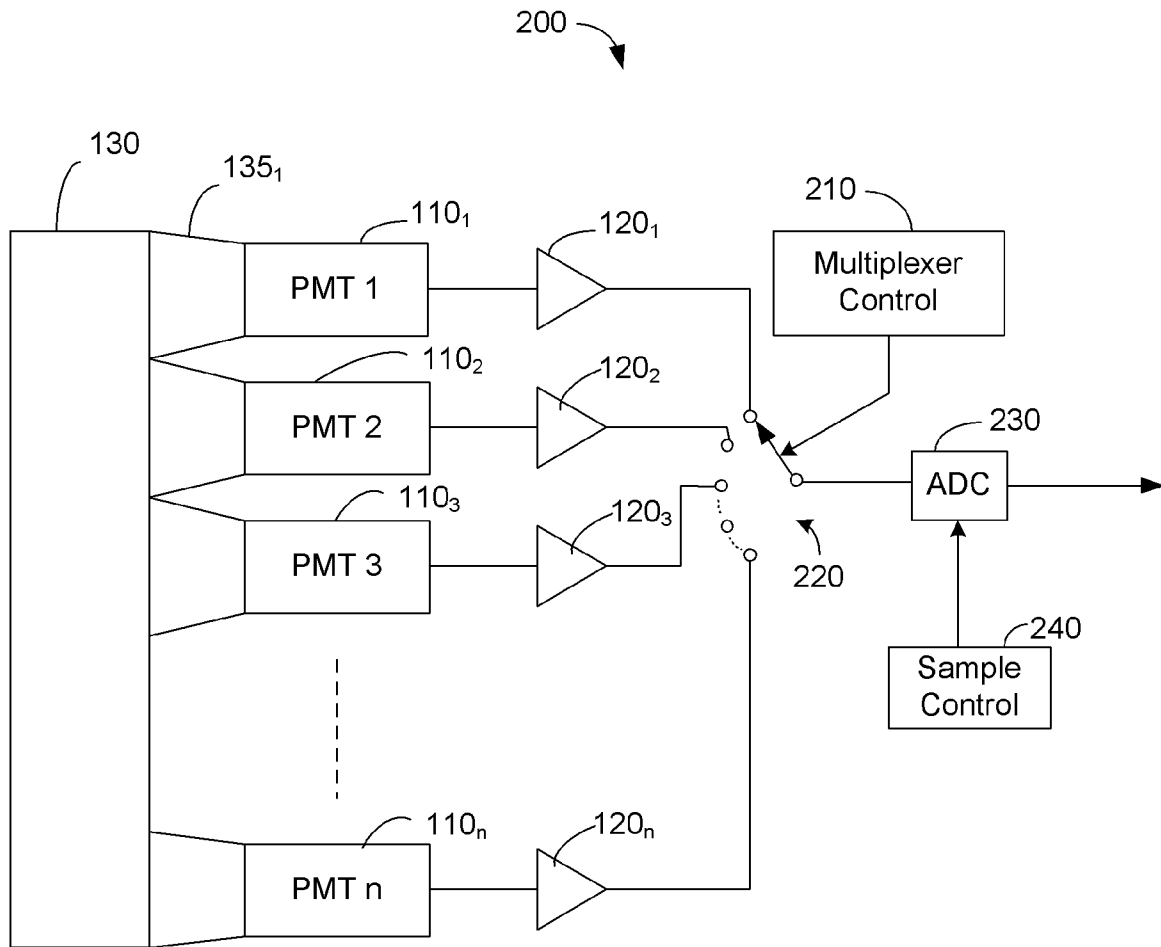 200
130
135₁
110₁
120₁
210
PMT 1
Multiplexer
Control
110₂
120₂
PMT 2
230
ADC
110₃
120₃
PMT 3
220
240
Sample
Control
110ₙ
120ₙ
PMT n